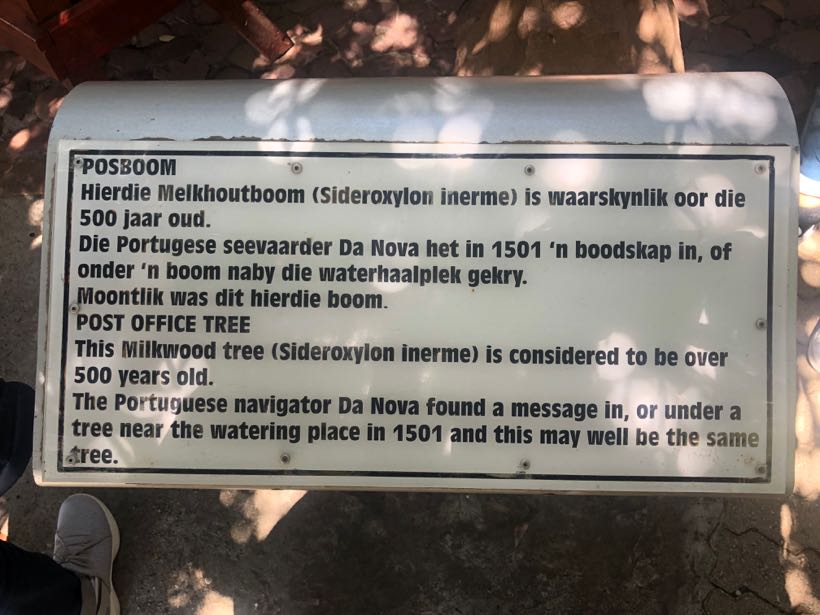 POSBOOM
Hierdie Melkhoutboom (Sideroxylon inerme) is waarskynlik oor die
500 jaar oud.
Die Portugese seevaarder Da Nova het in 1501 ‘n boodskap in, of
onder ‘n boom naby die waterhaalplek gekry.
Moontlik was dit hierdie boom.
POST OFFICE TREE
This Milkwood tree (Sideroxylon inerme) is considered to be over
500 years old.
The Portuguese navigator Da Nova found a message in, or under a
tree near the watering place in 1501 and this may well be the same
tree.